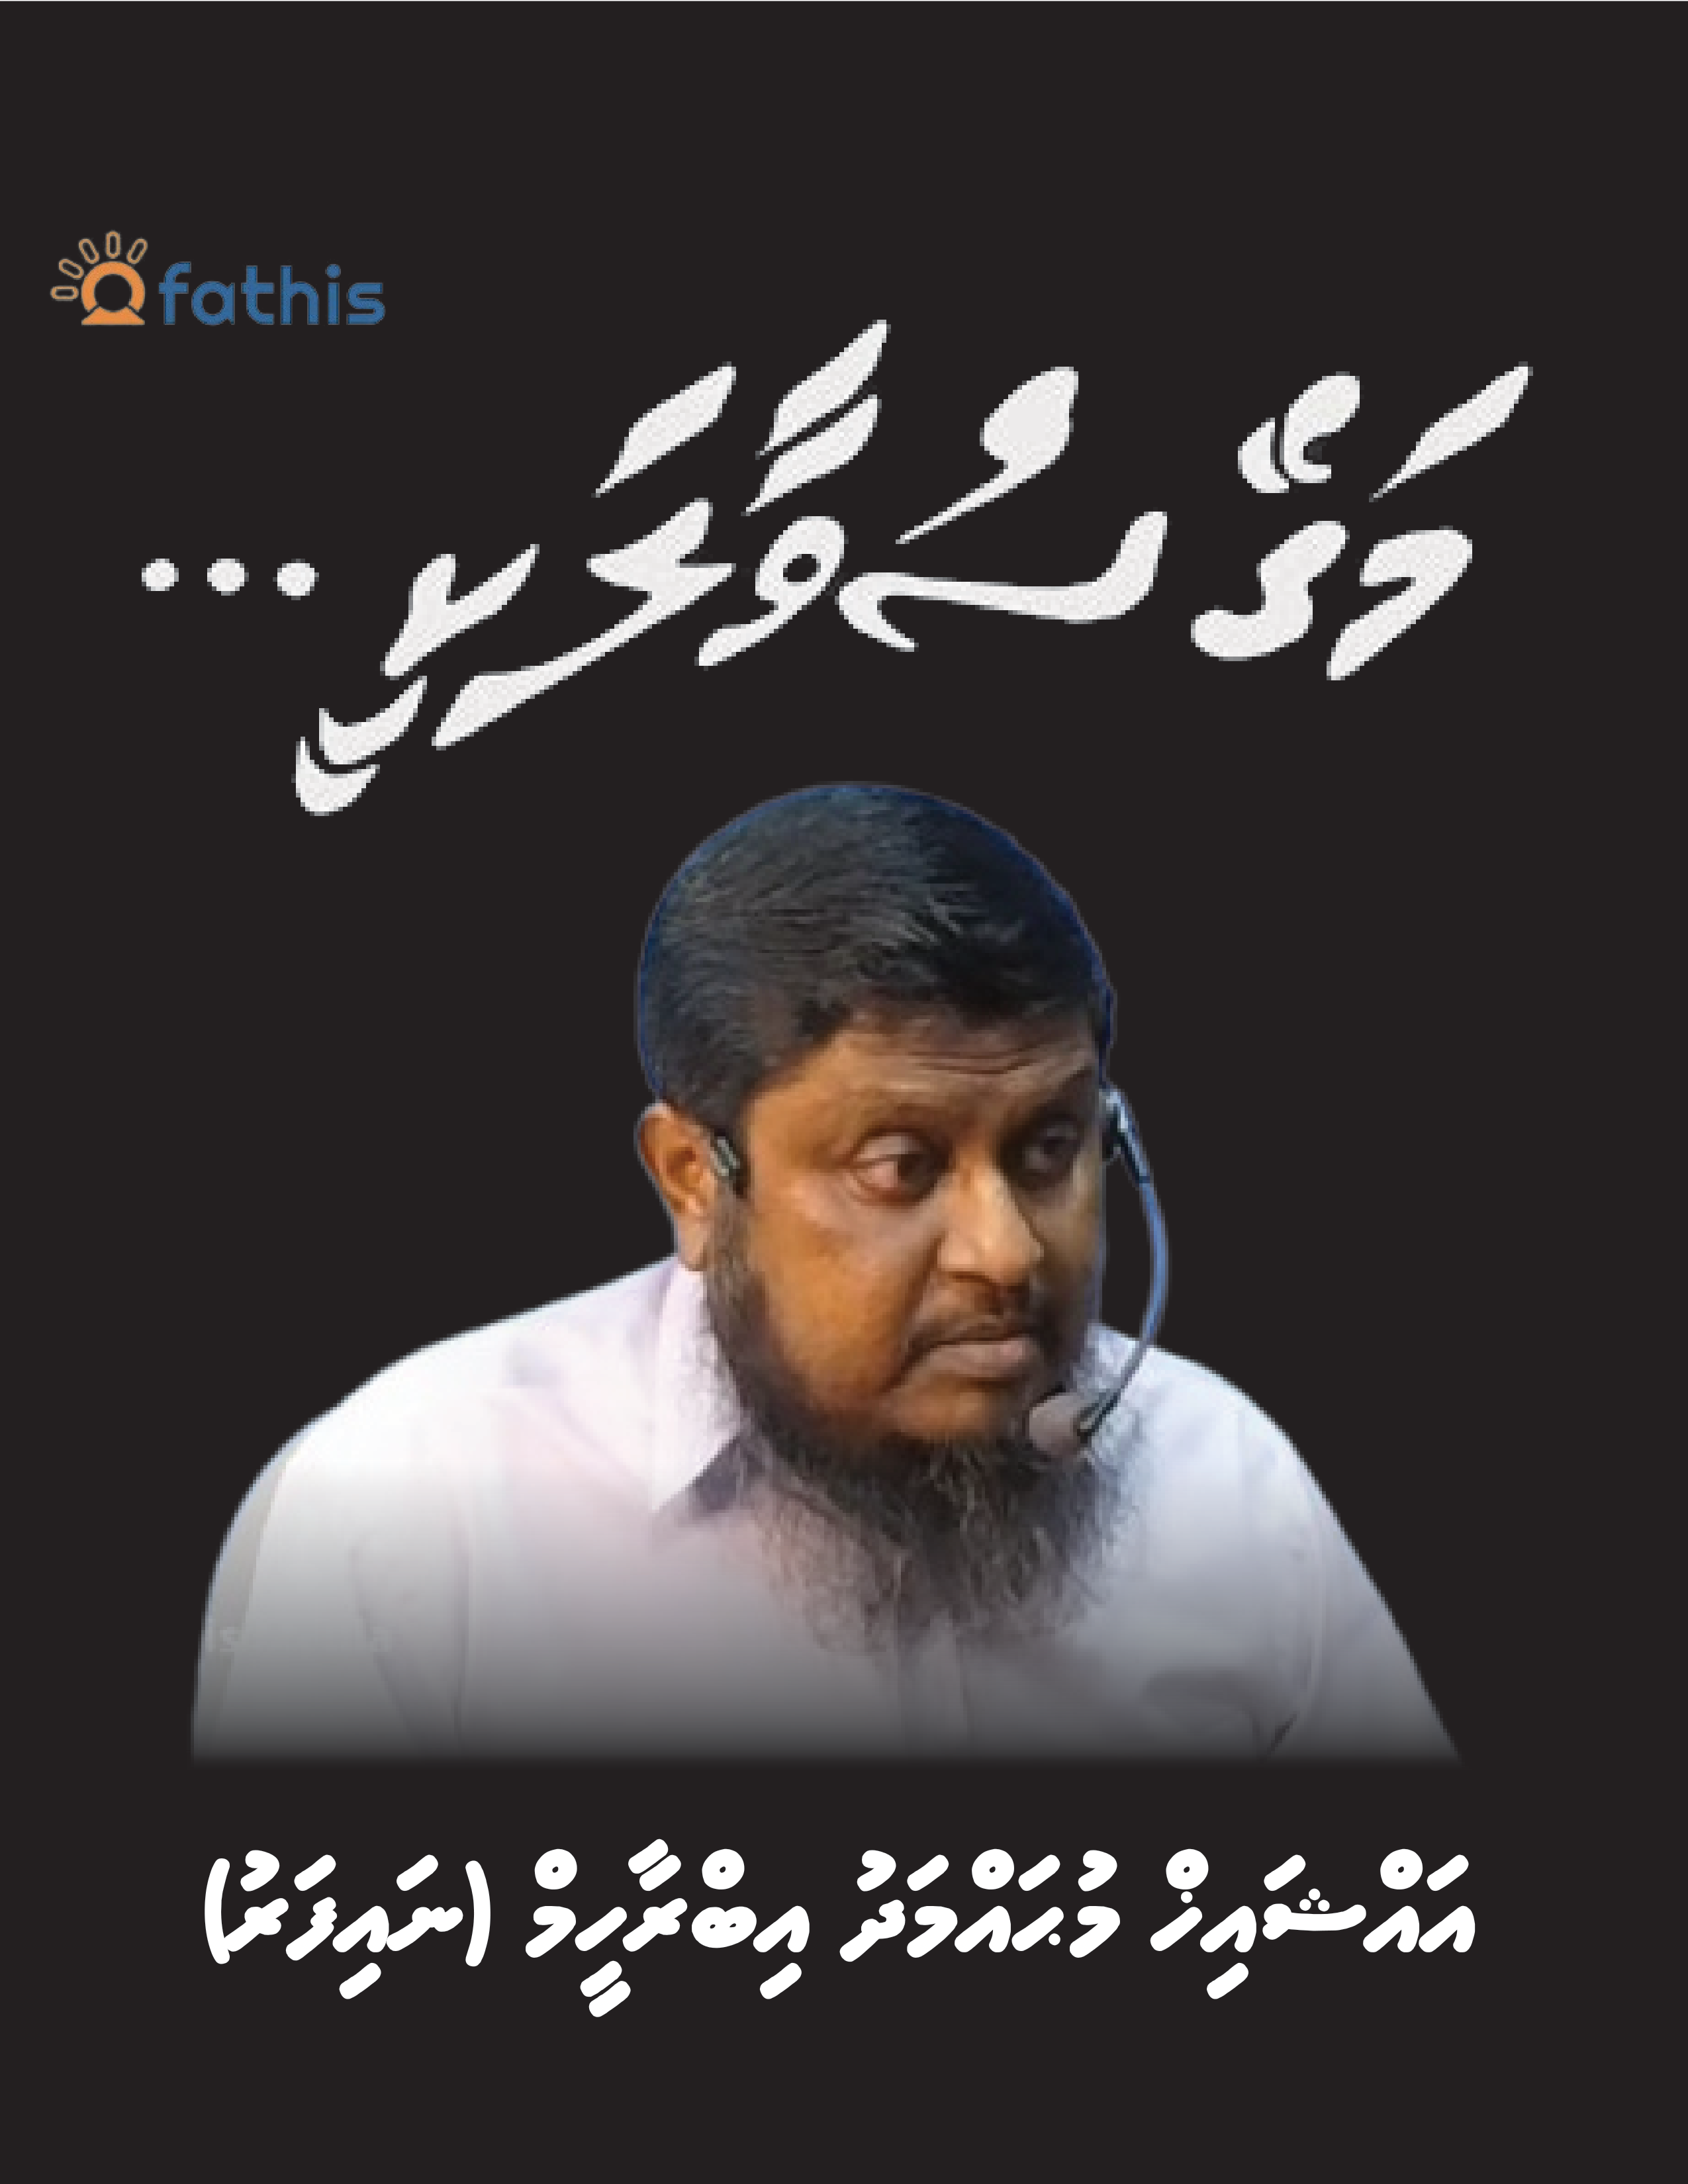 fathis
މަގޭ ސުވާލަކީ...
އައްޝައިޚް މުޙައްމަދު އިބްރާހީމް (ނައިފަރު)